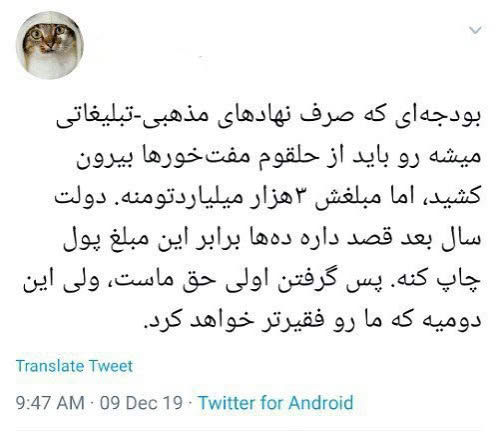 بودجه‌ای که صرف نهادهای مذهبی-تبلیغاتی
میشه رو باید از حلقوم مفت‌خورها بیرون
کشید، اما مبلغش ۳هزار میلیاردتومنه. دولت
سال بعد قصد داره ده‌ها برابر این مبلغ پول
چاپ کنه. پس گرفتن اولی حق ماست، ولی این
دومیه که ما رو فقیرتر خواهد کرد.
Translate Tweet
9:47 AM · 09 Dec 19 · Twitter for Android